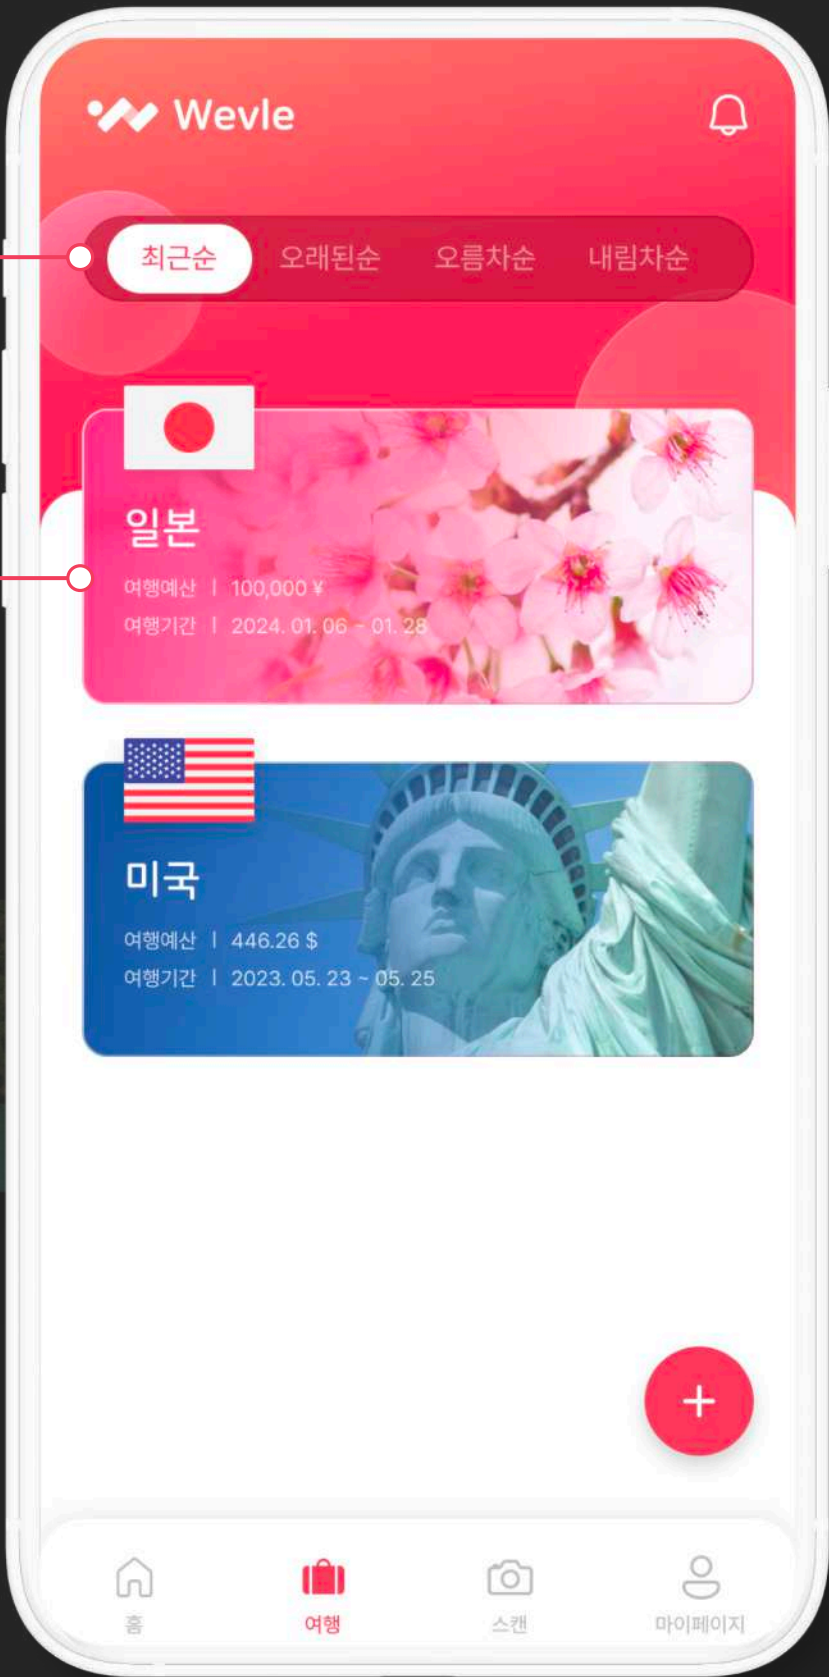 Wevle
최근순 오래된순 오름차순 내림차순
일본
여행예산 | 100,000 ¥
여행기간 | 2024. 01. 06 ~ 01. 28
미국
여행예산 | 446.26 $
여행기간 | 2023. 05. 23 ~ 05. 25
홈 여행 스캔 마이페이지